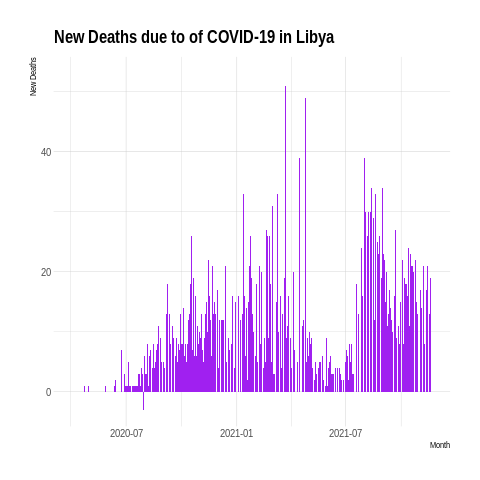 New Deaths due to of COVID-19 in Libya
New Deaths
40
20
0
2020-07
2021-01
2021-07
Month